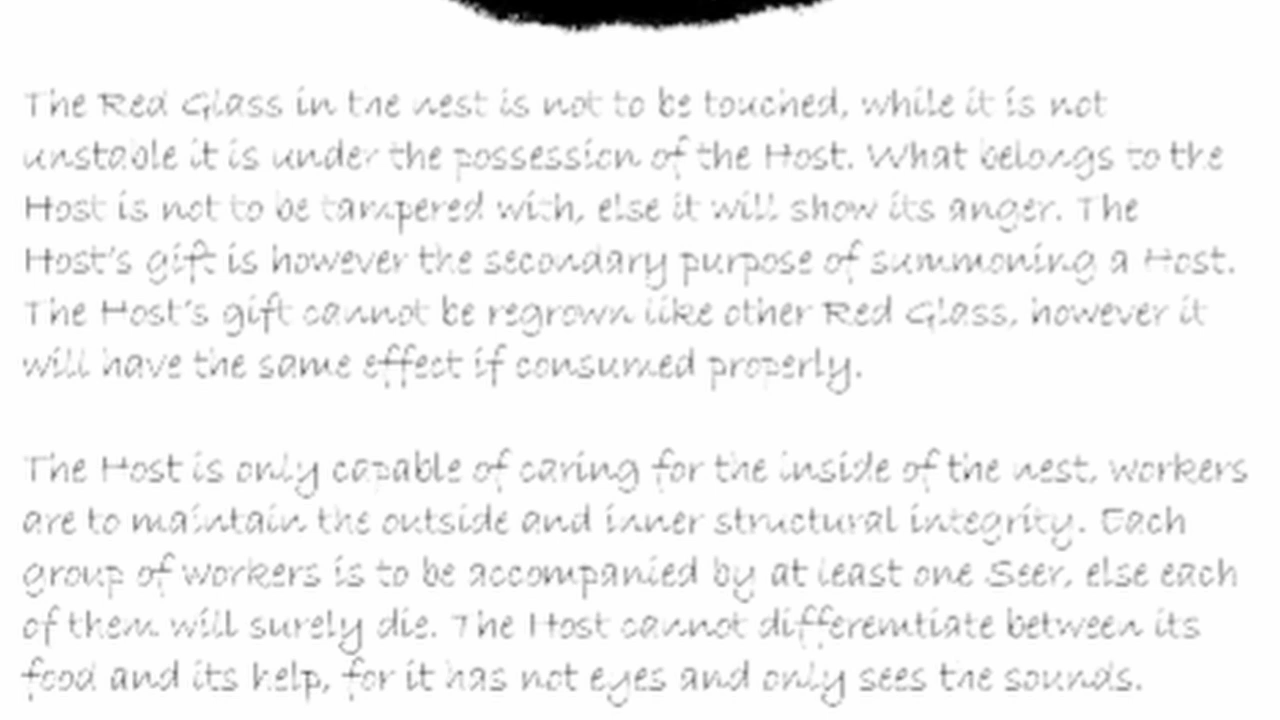 The Red Glass in the nest is not to be touched, while it is not
unstable it is under the possession of the Host. What belongs to the
Host is not to be tampered with, else it will show its anger. The
Host's gift is however the secondary purpose of summoning a Host.
The Host's gift cannot be regrown like other Red Glass, however it
will have the same effect if consumed properly.
The Host is only capable of caring for the inside of the nest, workers
are to maintain the outside and inner structural integrity. Each
group of workers is to be accompanied by at least one Seer, else each
of them will surely die. The Host cannot differemtiate between its
food and its help, for it has not eyes and only sees the sounds.